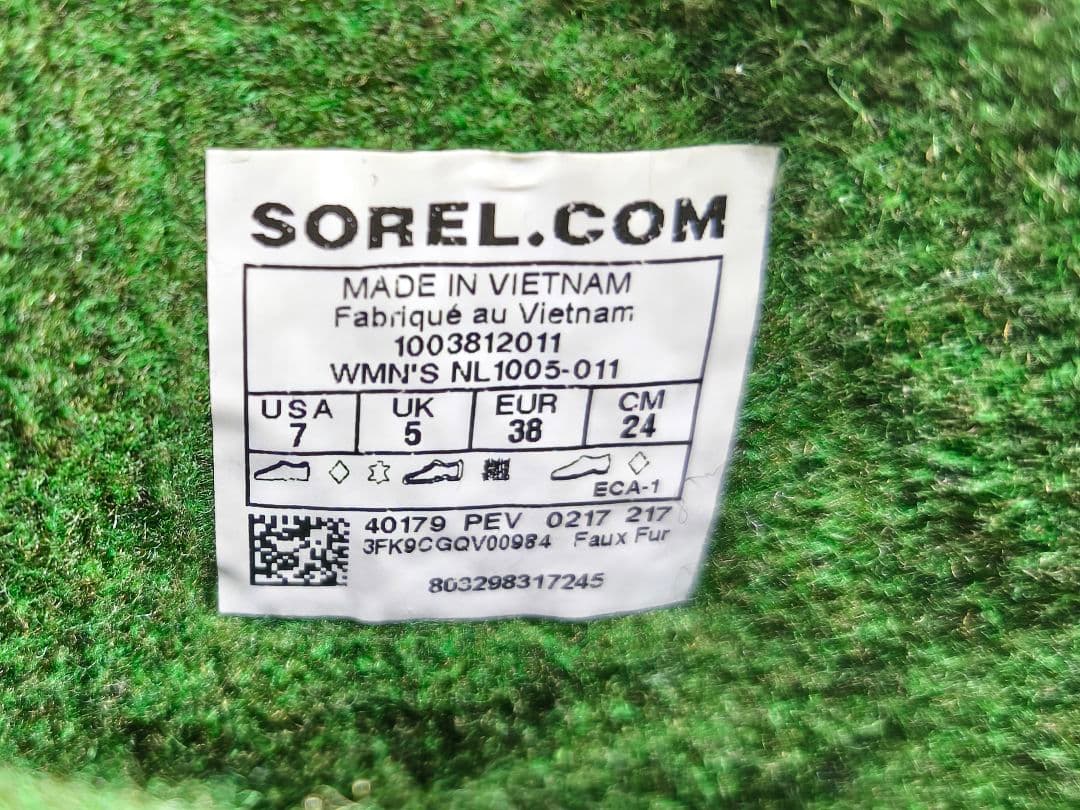 SOREL.COM
MADE IN VIETNAM
Fabriqué au Vietnam
1003812011
WMN'S NL1005-011
USA UK EUR CM
7 5 38 24
ECA-1
40179 PEV 0217 217
3FK9CGQV00984 Faux Fur
803298317245